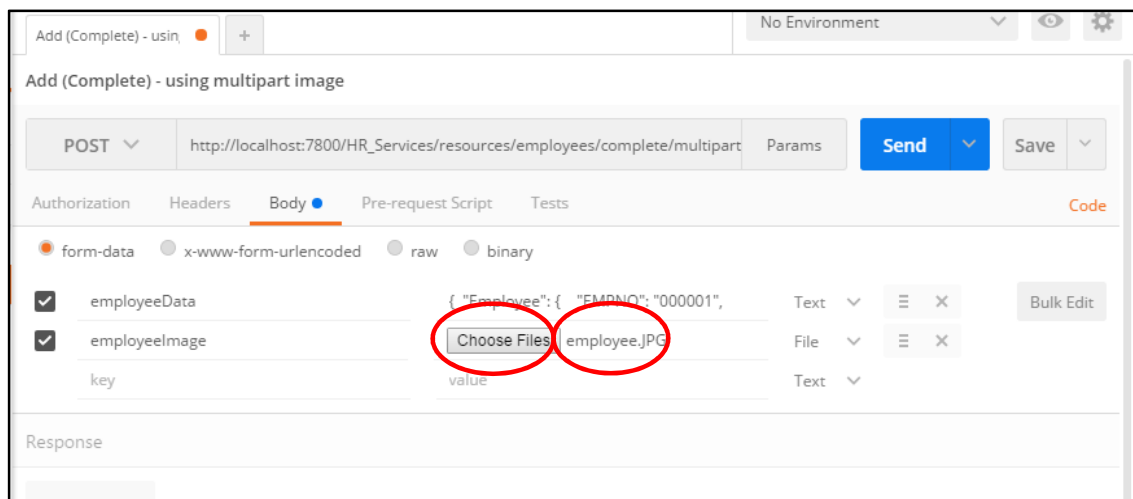 Add (Complete) - usin
+
No Environment
Add (Complete) - using multipart image
POST http://localhost:7800/HR_Services/resources/employees/complete/multipart Params Send Save
Authorization Headers Body Pre-request Script Tests Code
form-data x-www-form-urlencoded raw binary
employeeData { "Employee": { "EMPNO": "000001", Text Bulk Edit
employeeImage Choose Files employee.JPG File
key value Text
Response